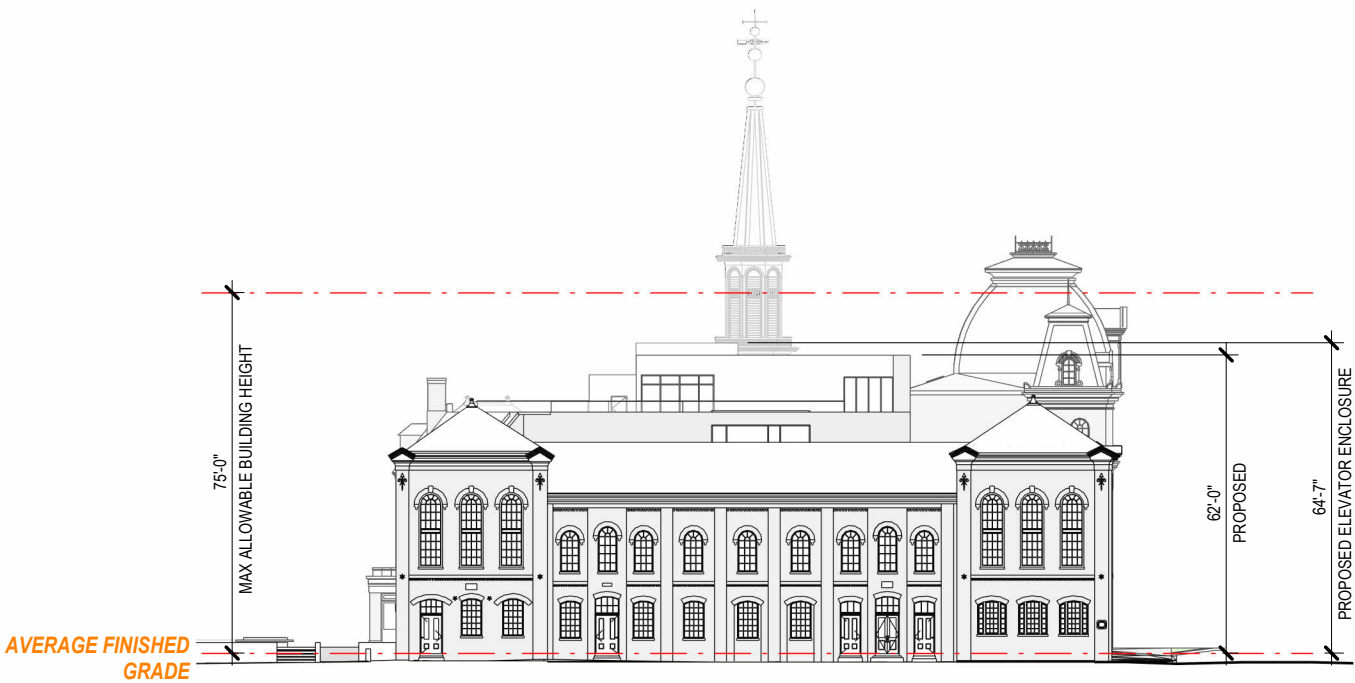 75'-0"
MAX ALLOWABLE BUILDING HEIGHT
62'-0"
PROPOSED
64'-7"
PROPOSED ELEVATOR ENCLOSURE
AVERAGE FINISHED
GRADE